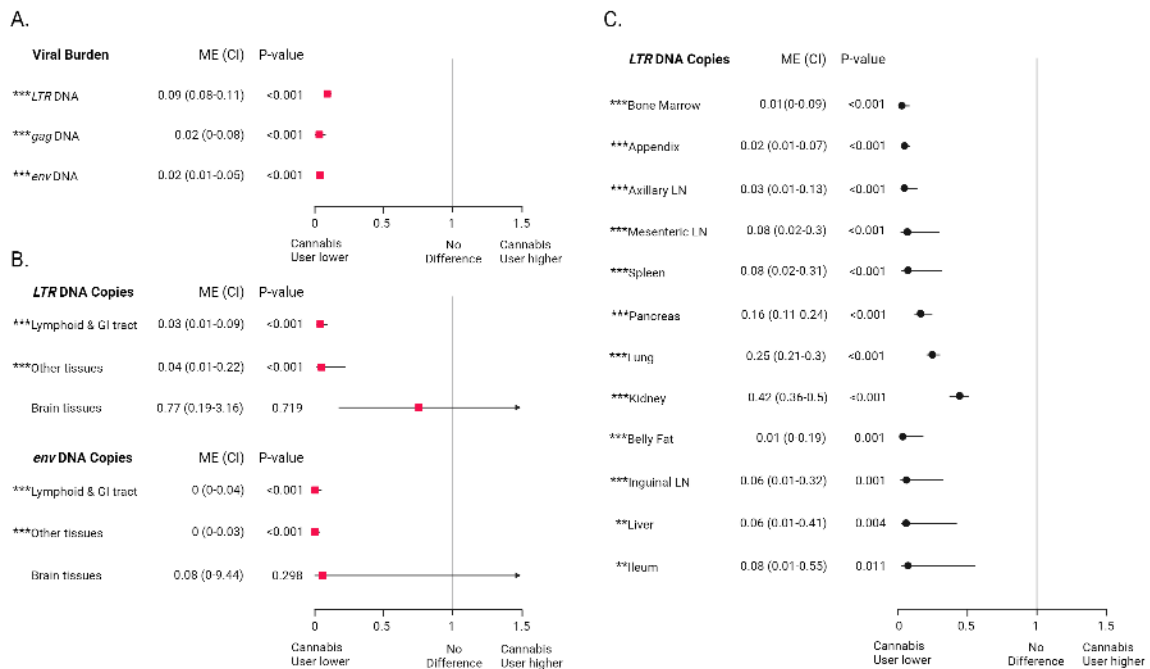 A.
Viral Burden ME (CI) P-value
***LTR DNA 0.09 (0.08-0.11) <0.001
***gag DNA 0.02 (0-0.08) <0.001
***env DNA 0.02 (0.01-0.05) <0.001
0 0.5 1 1.5
Cannabis User lower No Difference Cannabis User higher
B.
LTR DNA Copies ME (CI) P-value
***Lymphoid & GI tract 0.03 (0.01-0.09) <0.001
***Other tissues 0.04 (0.01-0.22) <0.001
Brain tissues 0.77 (0.19-3.16) 0.719
env DNA Copies ME (CI) P-value
***Lymphoid & GI tract 0 (0-0.04) <0.001
***Other tissues 0 (0-0.03) <0.001
Brain tissues 0.08 (0-9.44) 0.298
0 0.5 1 1.5
Cannabis User lower No Difference Cannabis User higher
C.
LTR DNA Copies ME (CI) P-value
***Bone Marrow 0.01(0-0.09) <0.001
***Appendix 0.02 (0.01-0.07) <0.001
***Axillary LN 0.03 (0.01-0.13) <0.001
***Mesenteric LN 0.08 (0.02-0.3) <0.001
***Spleen 0.08 (0.02-0.31) <0.001
***Pancreas 0.16 (0.11-0.24) <0.001
***Lung 0.25 (0.21-0.3) <0.001
***Kidney 0.42 (0.36-0.5) <0.001
***Belly Fat 0.01 (0-0.19) 0.001
***Inguinal LN 0.06 (0.01-0.32) 0.001
**Liver 0.06 (0.01-0.41) 0.004
**Ileum 0.08 (0.01-0.55) 0.011
0 0.5 1 1.5
Cannabis User lower No Difference Cannabis User higher